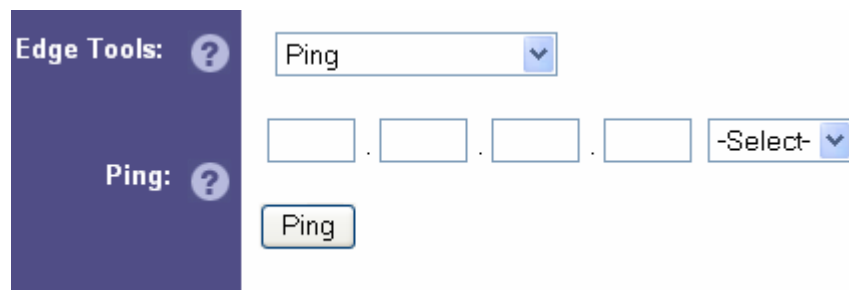 Edge Tools: ? Ping
. . . -Select-
Ping: ?
Ping